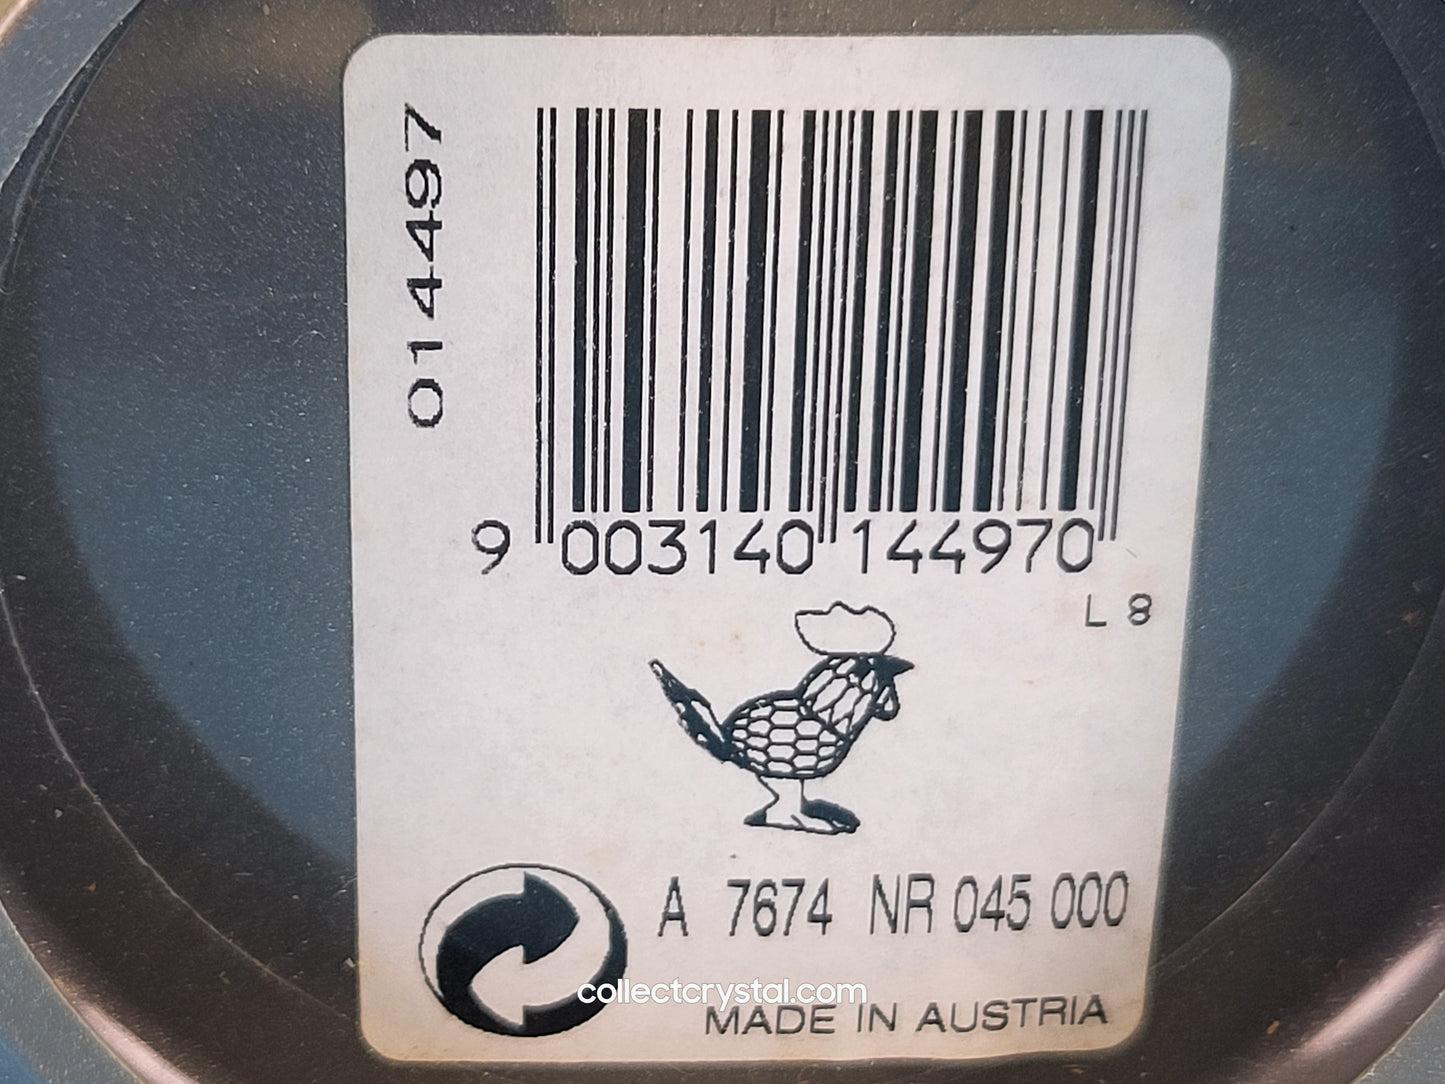 014497
9 003140 144970
L 8
A 7674 NR 045 000
collectcrystal.com
MADE IN AUSTRIA